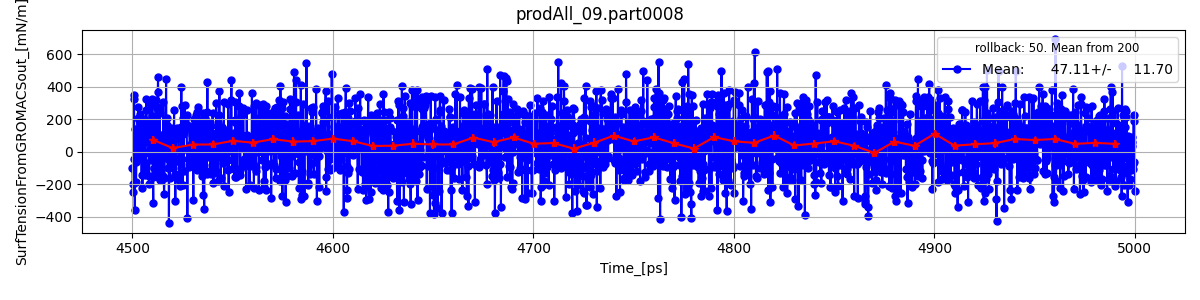 prodAll_09.part0008
SurfTensionFromGROMACSout_[mN/m]
600
400
200
0
−200
−400
rollback: 50. Mean from 200
Mean: 47.11+/- 11.70
4500
4600
4700
4800
4900
5000
Time_[ps]